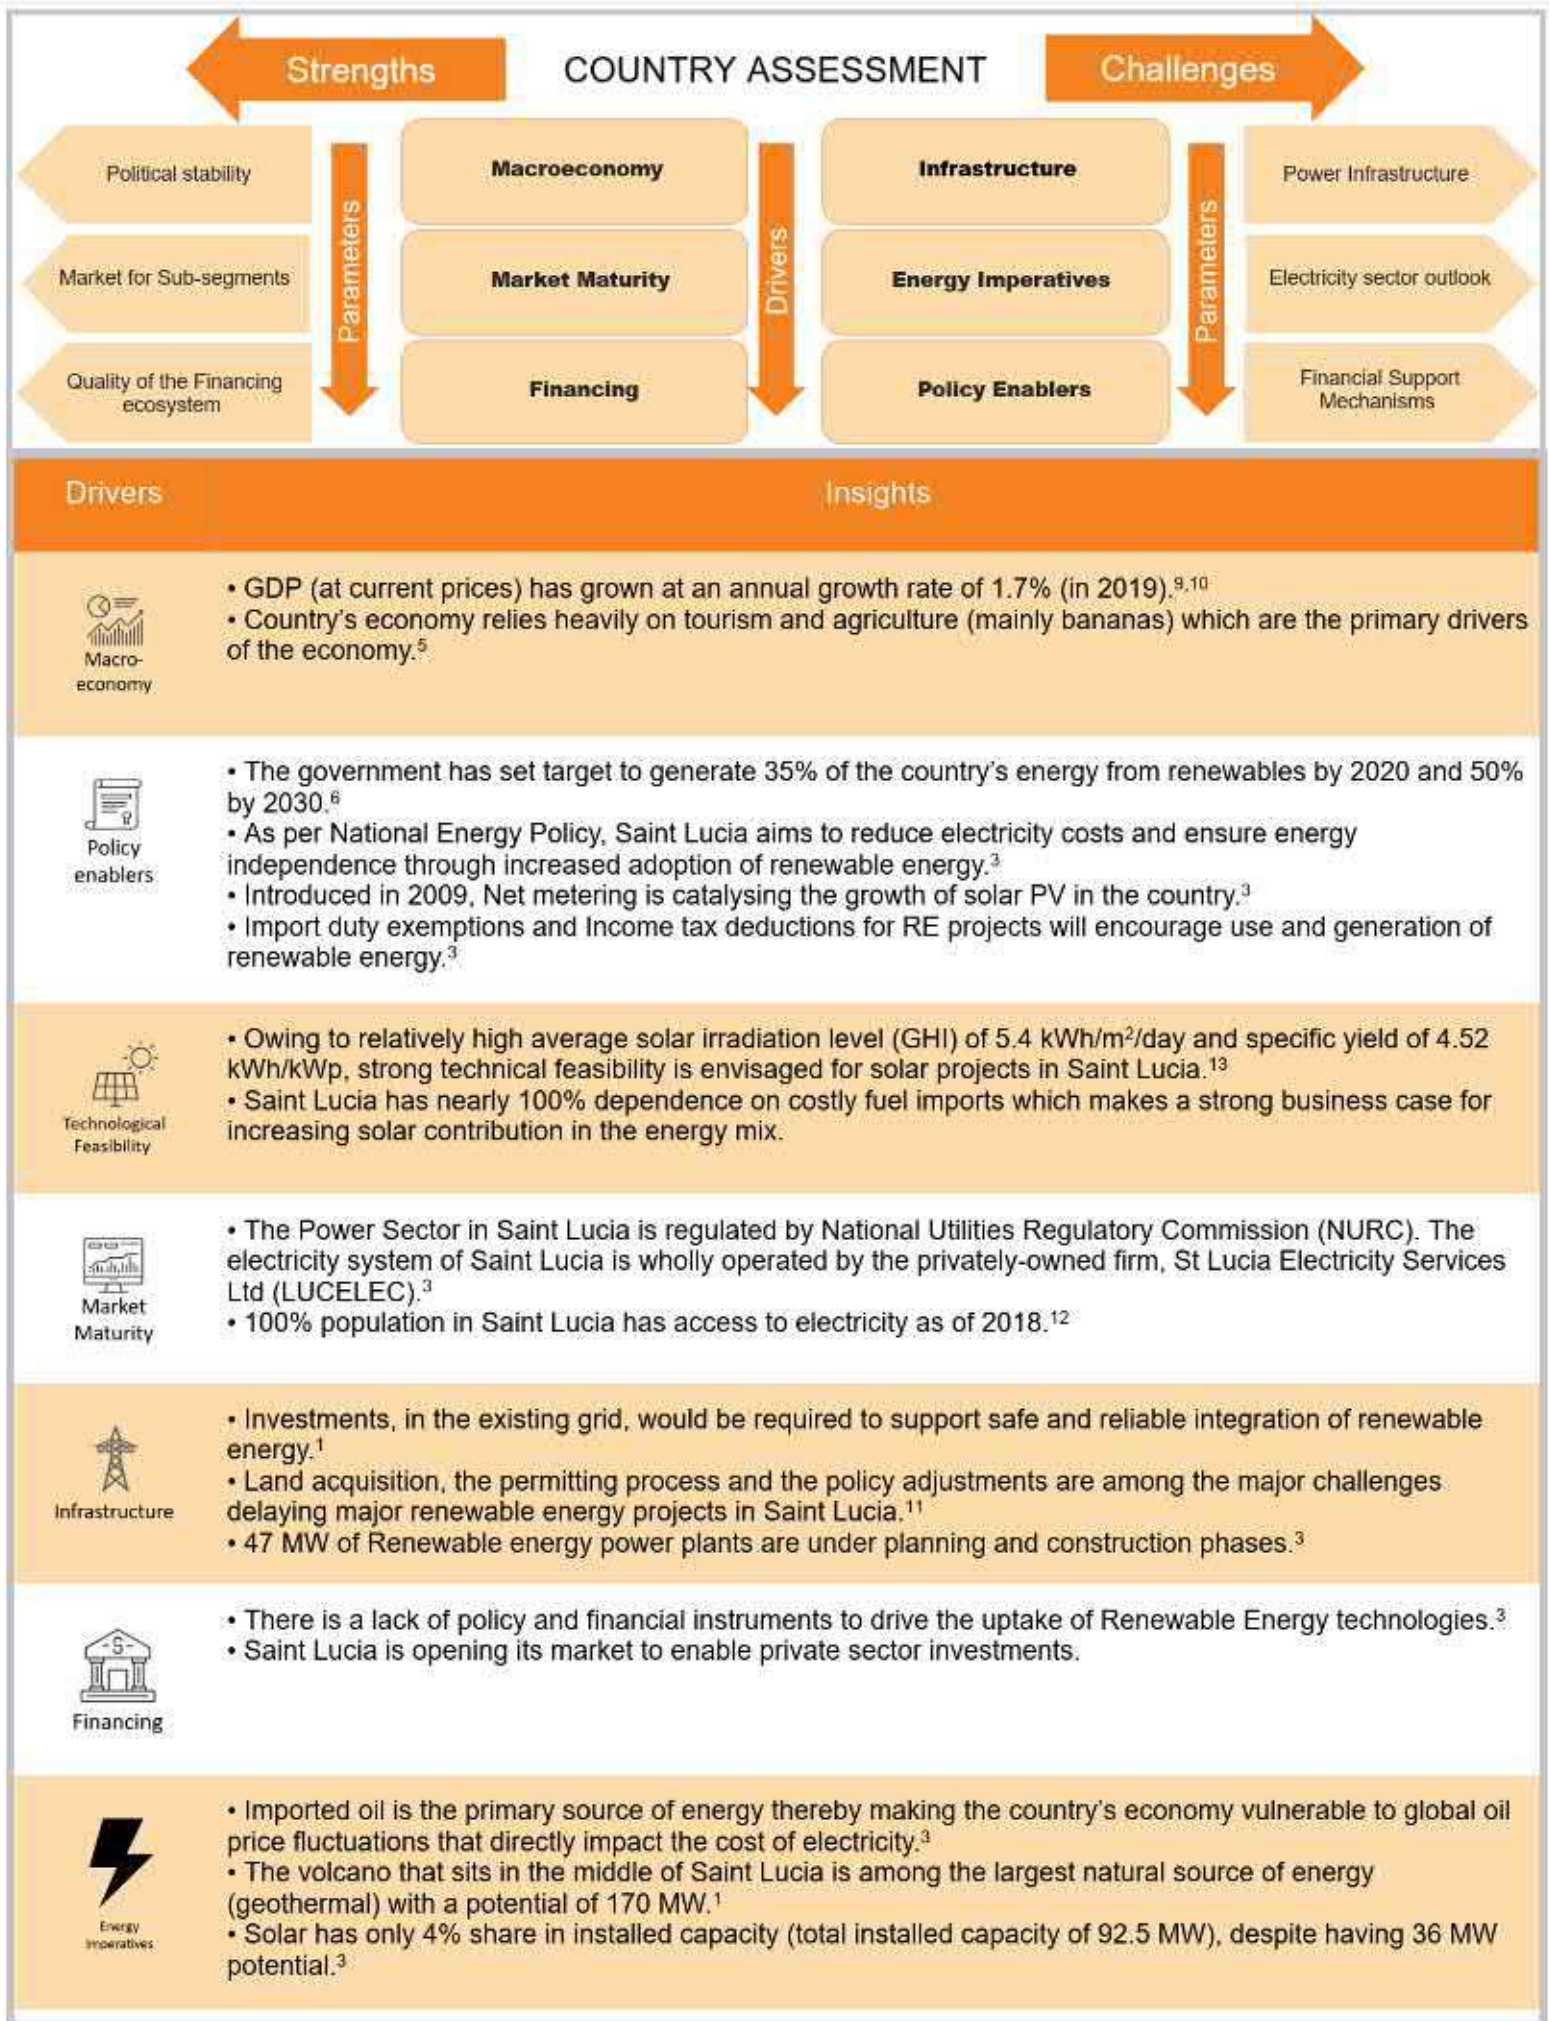 Strengths
COUNTRY ASSESSMENT
Challenges
Political stability
Market for Sub-segments
Quality of the Financing
ecosystem
Parameters
Macroeconomy
Market Maturity
Financing
Drivers
Infrastructure
Energy Imperatives
Policy Enablers
Parameters
Power Infrastructure
Electricity sector outlook
Financial Support
Mechanisms
Drivers
Insights
Macro-
economy
• GDP (at current prices) has grown at an annual growth rate of 1.7% (in 2019).⁹,¹⁰
• Country's economy relies heavily on tourism and agriculture (mainly bananas) which are the primary drivers
of the economy.⁵
Policy
enablers
• The government has set target to generate 35% of the country's energy from renewables by 2020 and 50%
by 2030.⁶
• As per National Energy Policy, Saint Lucia aims to reduce electricity costs and ensure energy
independence through increased adoption of renewable energy.³
• Introduced in 2009, Net metering is catalysing the growth of solar PV in the country.³
• Import duty exemptions and Income tax deductions for RE projects will encourage use and generation of
renewable energy.³
Technological
Feasibility
• Owing to relatively high average solar irradiation level (GHI) of 5.4 kWh/m²/day and specific yield of 4.52
kWh/kWp, strong technical feasibility is envisaged for solar projects in Saint Lucia.¹³
• Saint Lucia has nearly 100% dependence on costly fuel imports which makes a strong business case for
increasing solar contribution in the energy mix.
Market
Maturity
• The Power Sector in Saint Lucia is regulated by National Utilities Regulatory Commission (NURC). The
electricity system of Saint Lucia is wholly operated by the privately-owned firm, St Lucia Electricity Services
Ltd (LUCELEC).³
• 100% population in Saint Lucia has access to electricity as of 2018.¹²
Infrastructure
• Investments, in the existing grid, would be required to support safe and reliable integration of renewable
energy.¹
• Land acquisition, the permitting process and the policy adjustments are among the major challenges
delaying major renewable energy projects in Saint Lucia.¹¹
• 47 MW of Renewable energy power plants are under planning and construction phases.³
Financing
• There is a lack of policy and financial instruments to drive the uptake of Renewable Energy technologies.³
• Saint Lucia is opening its market to enable private sector investments.
Energy
Imperatives
• Imported oil is the primary source of energy thereby making the country's economy vulnerable to global oil
price fluctuations that directly impact the cost of electricity.³
• The volcano that sits in the middle of Saint Lucia is among the largest natural source of energy
(geothermal) with a potential of 170 MW.¹
• Solar has only 4% share in installed capacity (total installed capacity of 92.5 MW), despite having 36 MW
potential.³